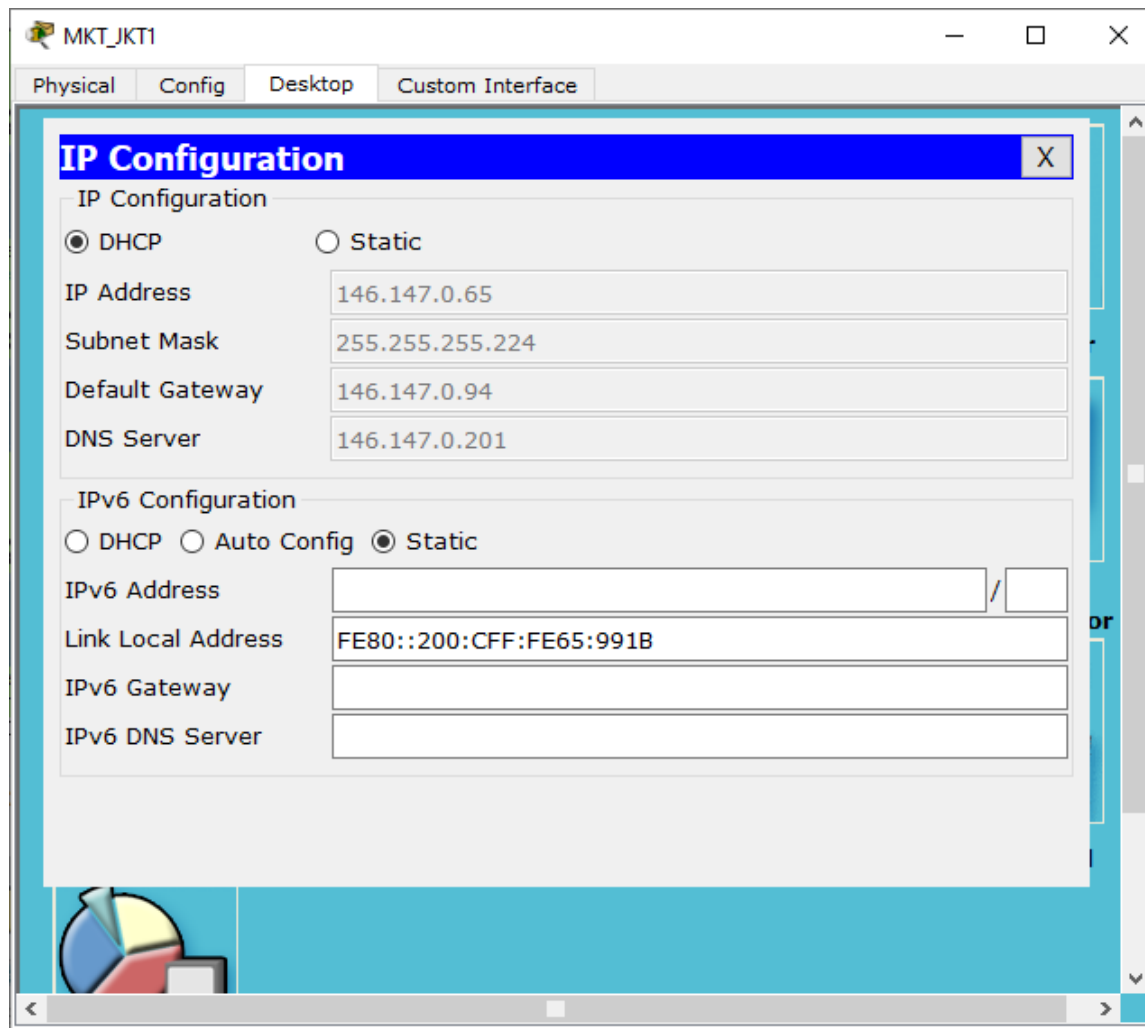 MKT_JKT1
Physical Config Desktop Custom Interface
IP Configuration X
IP Configuration
DHCP Static
IP Address 146.147.0.65
Subnet Mask 255.255.255.224
Default Gateway 146.147.0.94
DNS Server 146.147.0.201
IPv6 Configuration
DHCP Auto Config Static
IPv6 Address /
Link Local Address FE80::200:CFF:FE65:991B
IPv6 Gateway
IPv6 DNS Server
or